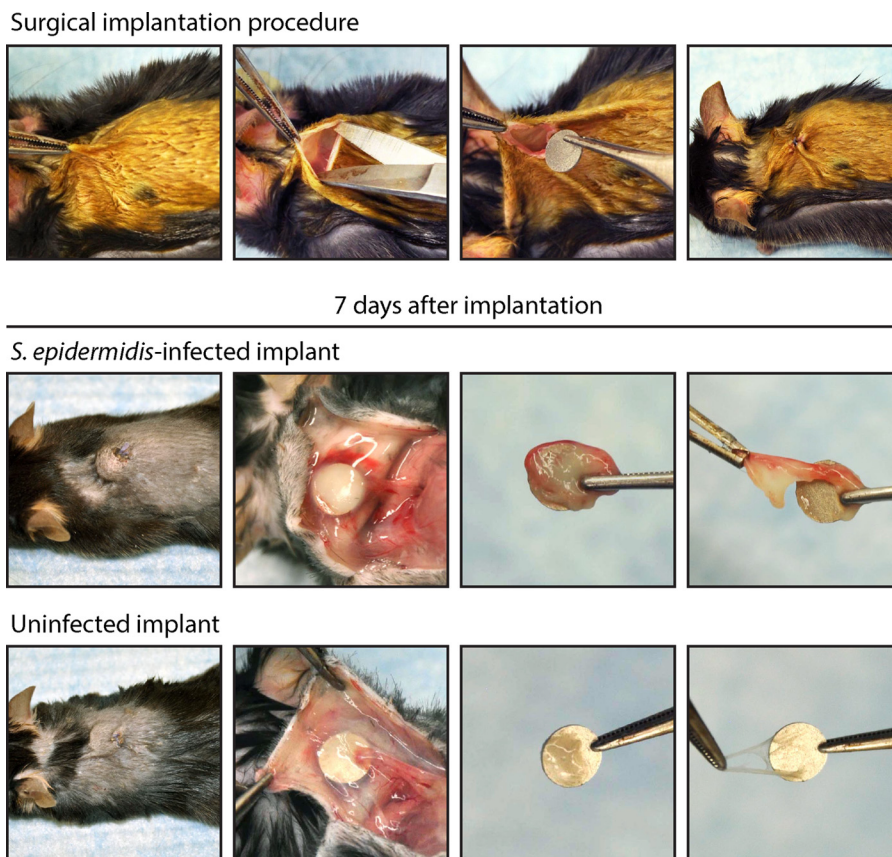 Surgical implantation procedure
7 days after implantation
S. epidermidis-infected implant
Uninfected implant